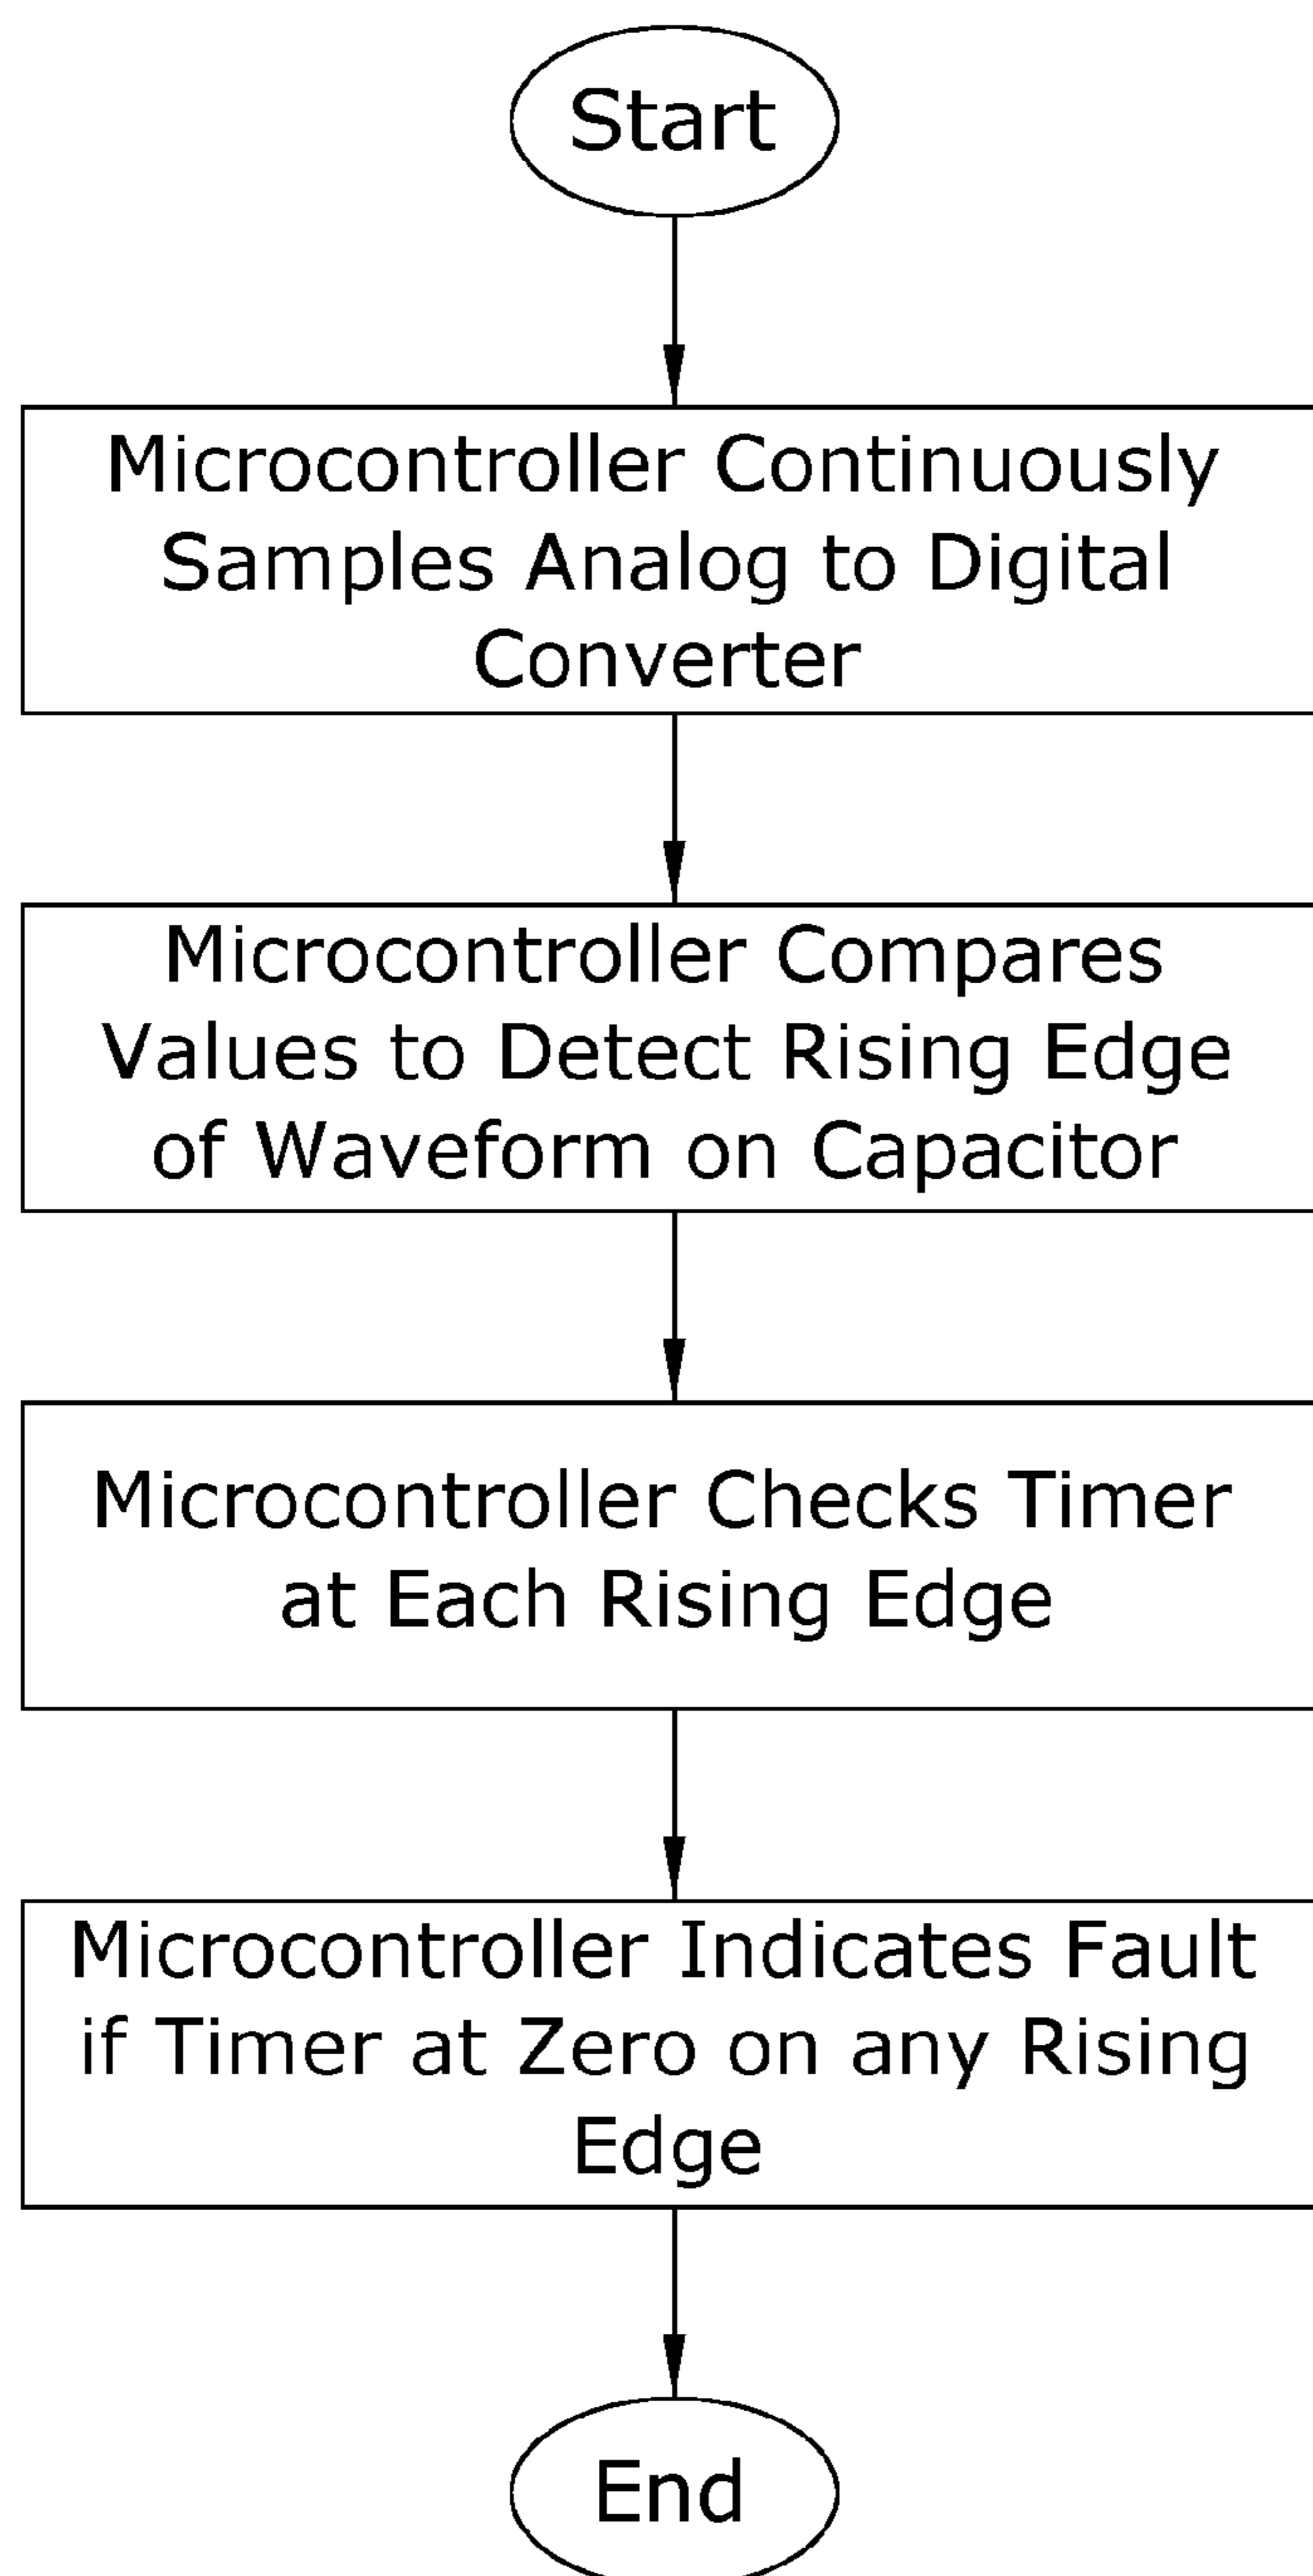 Start
Microcontroller Continuously
Samples Analog to Digital
Converter
Microcontroller Compares
Values to Detect Rising Edge
of Waveform on Capacitor
Microcontroller Checks Timer
at Each Rising Edge
Microcontroller Indicates Fault
if Timer at Zero on any Rising
Edge
End